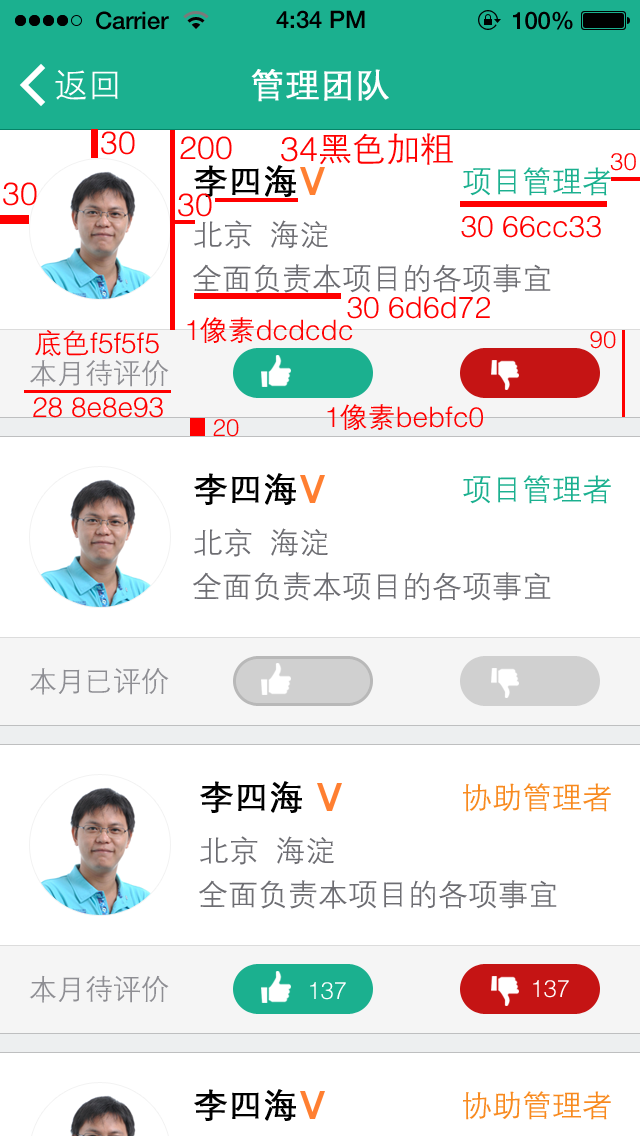 Carrier 4:34 PM 100%
返回 管理团队
30 200 34黑色加粗 30
30 李四海V 项目管理者
30 北京 海淀 30 66cc33
全面负责本项目的各项事宜
30 6d6d72
底色f5f5f5 1像素dcdcdc 90
本月待评价
28 8e8e93 1像素bebfc0
20
李四海V 项目管理者
北京 海淀
全面负责本项目的各项事宜
本月已评价
李四海 V 协助管理者
北京 海淀
全面负责本项目的各项事宜
本月待评价 137 137
李四海V 协助管理者